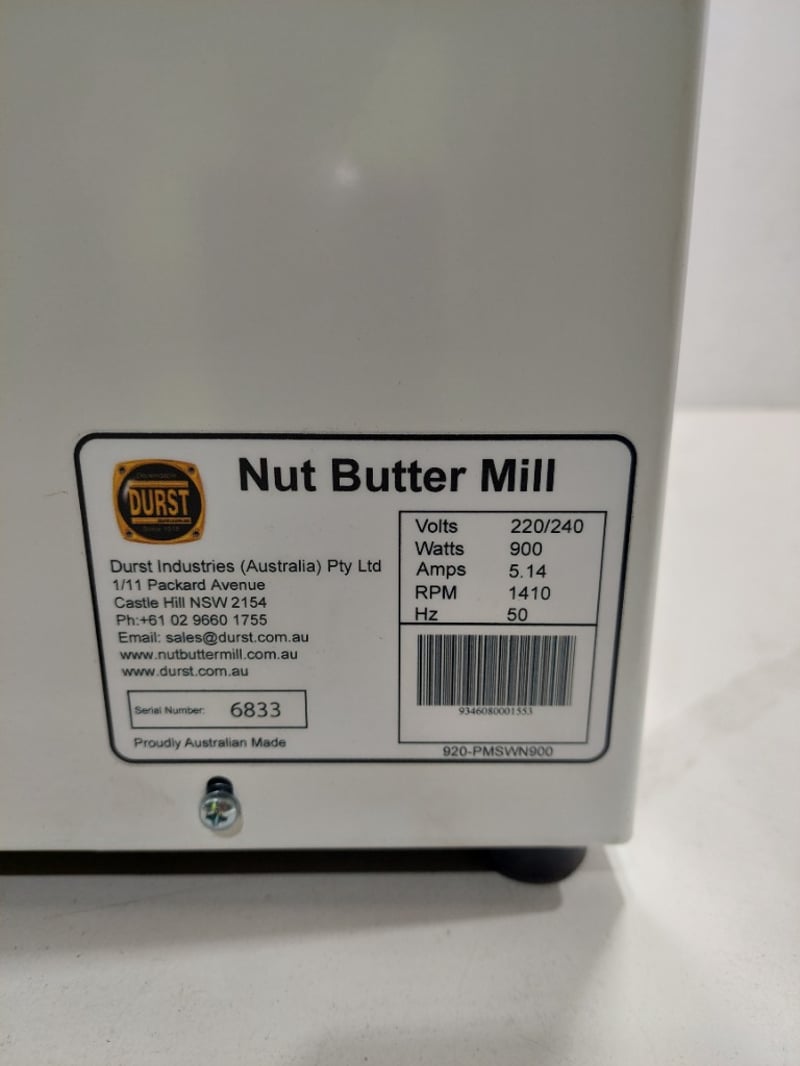 Nut Butter Mill
DURST
Durst Industries (Australia) Pty Ltd
1/11 Packard Avenue
Castle Hill NSW 2154
Ph:+61 02 9660 1755
Email: sales@durst.com.au
www.nutbuttermill.com.au
www.durst.com.au
Serial Number: 6833
Proudly Australian Made
Volts 220/240
Watts 900
Amps 5.14
RPM 1410
Hz 50
9346080001553
920-PMSWN900